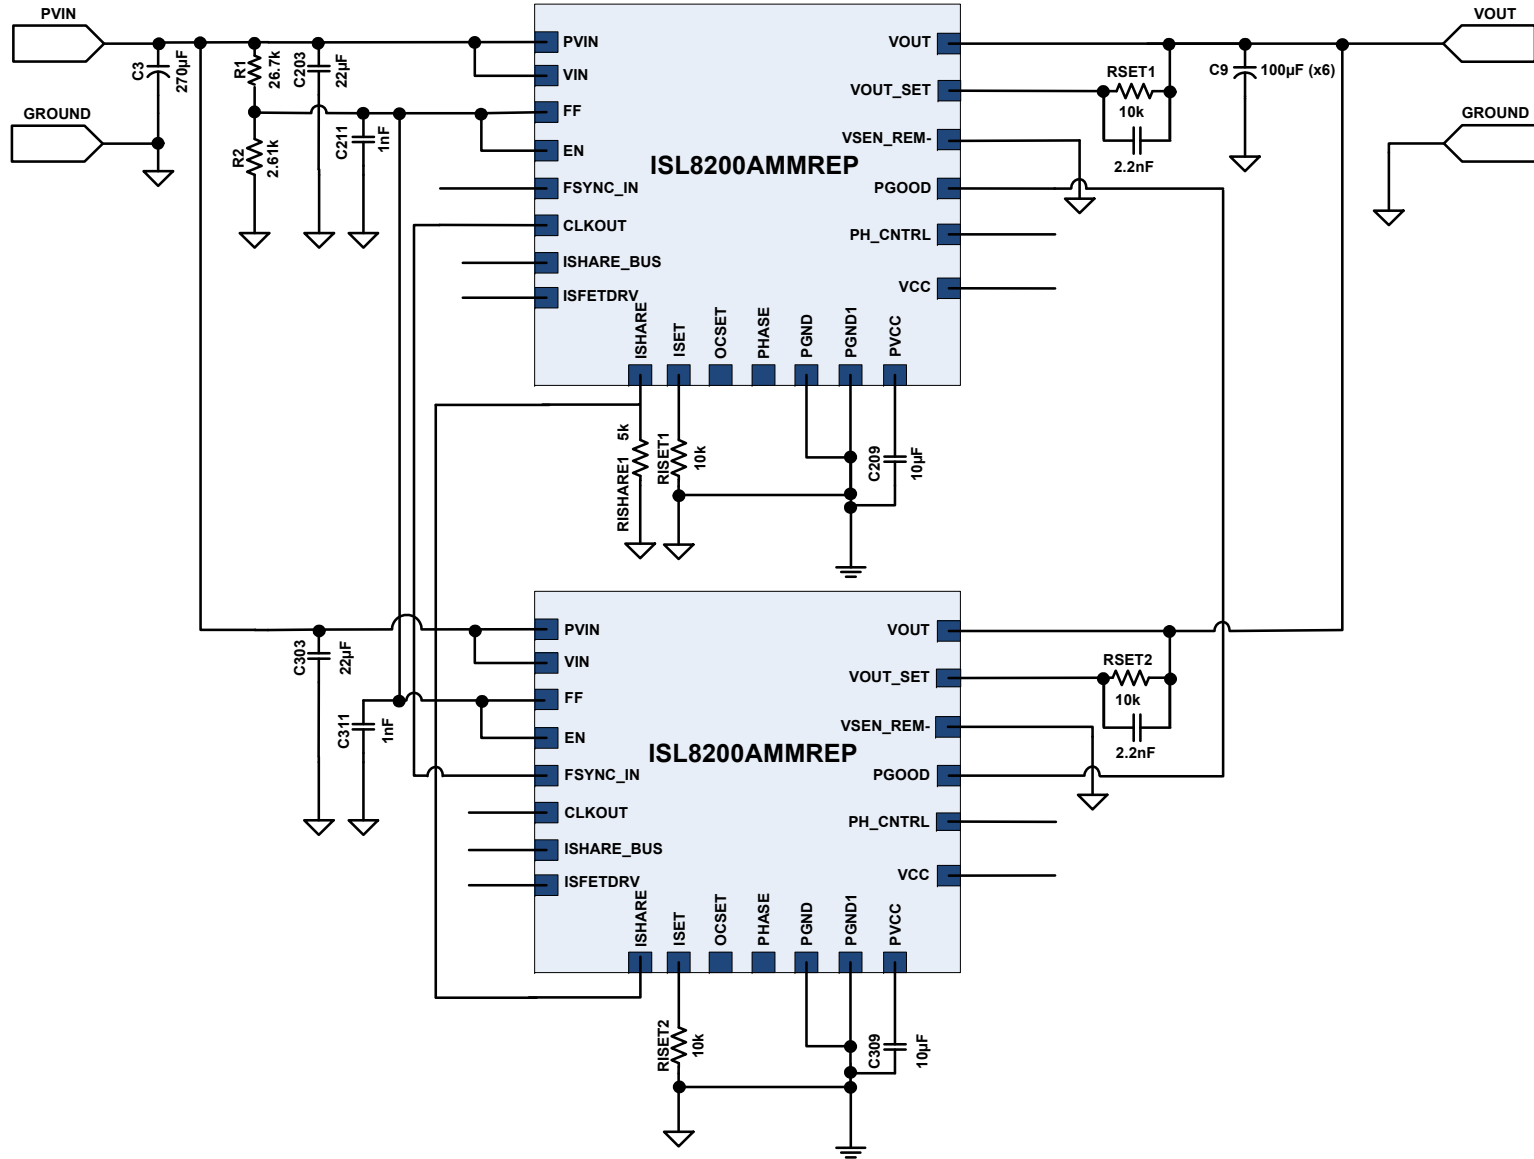 PVIN
GROUND
C3
270µF
R1
26.7k
C203
22µF
R2
2.61k
C211
1nF
PVIN
VIN
FF
EN
FSYNC_IN
CLKOUT
ISHARE_BUS
ISFETDRV
ISL8200AMMREP
VOUT
VOUT_SET
VSEN_REM-
PGOOD
PH_CNTRL
VCC
ISHARE
ISET
OCSET
PHASE
PGND
PGND1
PVCC
RSET1
10k
2.2nF
C9 100µF (x6)
VOUT
GROUND
RISHARE1 5k
RISET1
10k
C209
10µF
C303
22µF
C311
1nF
PVIN
VIN
FF
EN
FSYNC_IN
CLKOUT
ISHARE_BUS
ISFETDRV
ISL8200AMMREP
VOUT
VOUT_SET
VSEN_REM-
PGOOD
PH_CNTRL
VCC
ISHARE
ISET
OCSET
PHASE
PGND
PGND1
PVCC
RSET2
10k
2.2nF
RISET2
10k
C309
10µF